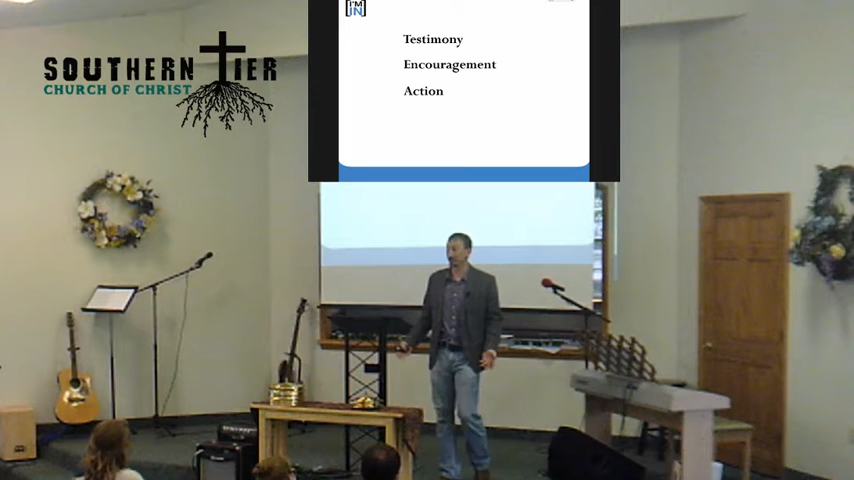 SOUTHERN TIER
CHURCH OF CHRIST
I'M
IN
Testimony
Encouragement
Action